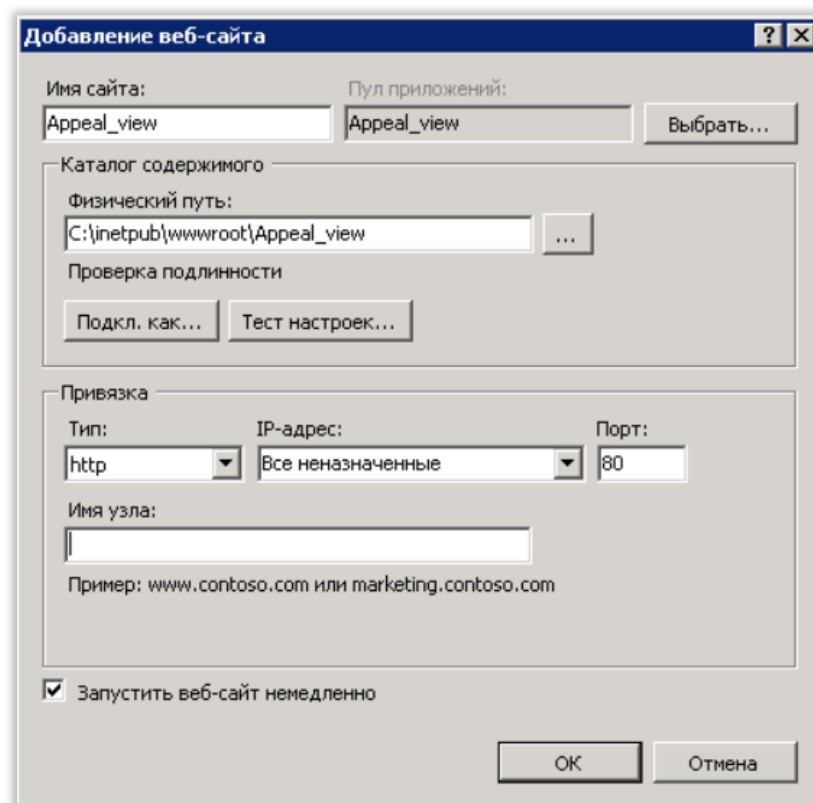 Добавление веб-сайта
Имя сайта:
Пул приложений:
Appeal_view
Appeal_view
Выбрать...
Каталог содержимого
Физический путь:
C:\inetpub\wwwroot\Appeal_view
...
Проверка подлинности
Подкл. как...
Тест настроек...
Привязка
Тип:
IP-адрес:
Порт:
http
Все неназначенные
80
Имя узла:
Пример: www.contoso.com или marketing.contoso.com
Запустить веб-сайт немедленно
ОК
Отмена